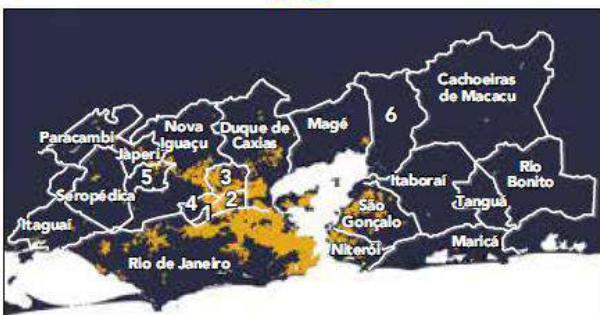 Cachoeiras
de Macacu
6
Magé
Nova
Iguaçu
Duque de
Caxias
Paracambi
Japeri
5
3
Seropédica
4
2
1
Itaguaí
Rio de Janeiro
São
Gonçalo
Niterói
Itaboraí
Tanguá
Rio
Bonito
Maricá